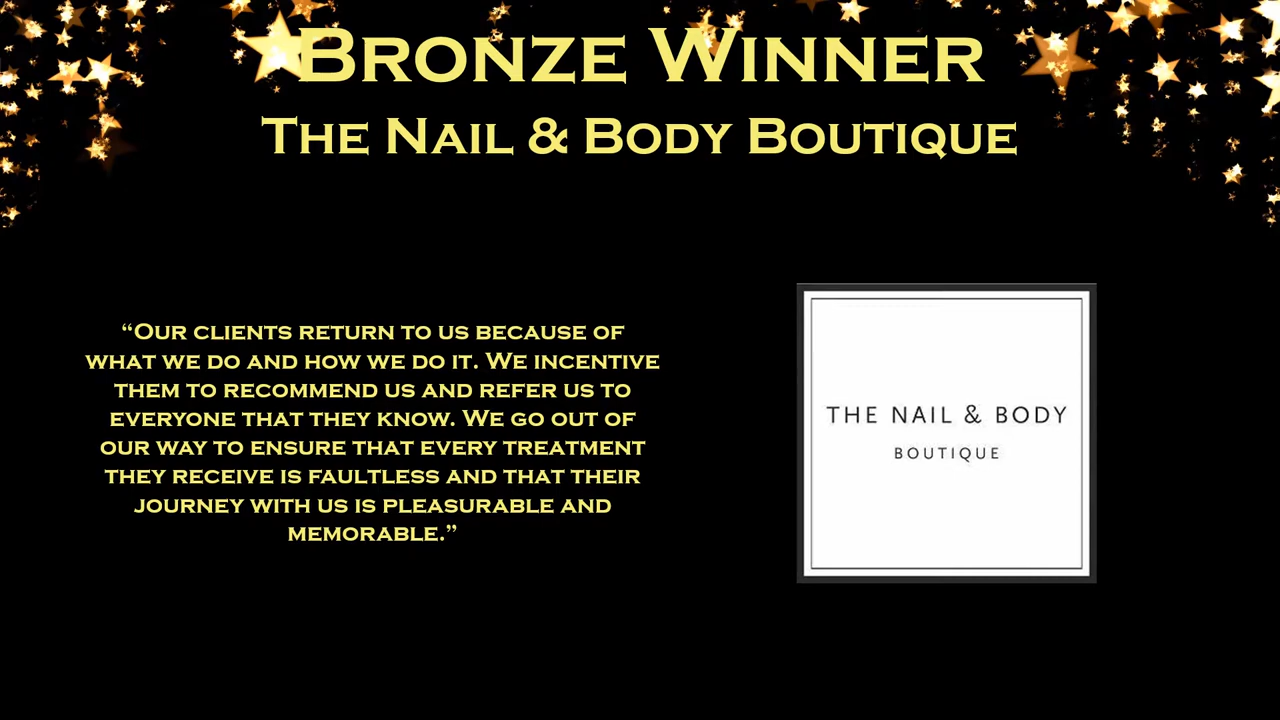 Bronze Winner
The Nail & Body Boutique
“Our clients return to us because of
what we do and how we do it. We incentive
them to recommend us and refer us to
everyone that they know. We go out of
our way to ensure that every treatment
they receive is faultless and that their
journey with us is pleasurable and
memorable.”
THE NAIL & BODY
BOUTIQUE